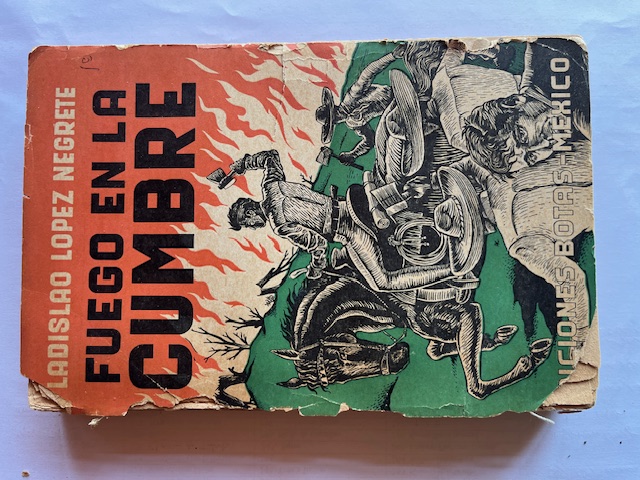 LADISLAO LOPEZ NEGRETE
FUEGO EN LA
CUMBRE
ICIONES BOTAS-MEXICO